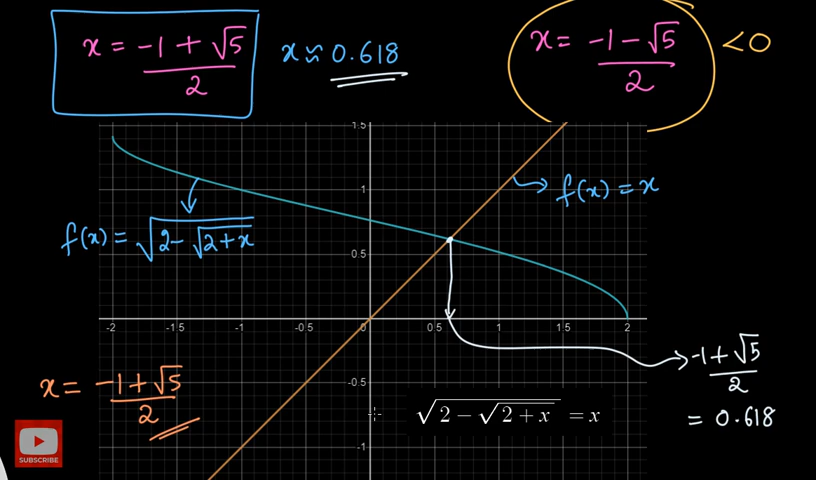 x = (-1 + √5)/2
x ≈ 0.618
x = (-1 - √5)/2 < 0
1.5
f(x) = x
1
f(x) = √(2 - √(2 + x))
0.5
-2 -1.5 -1 -0.5 0 0.5 1 1.5 2
(-1 + √5)/2
= 0.618
x = (-1 + √5)/2
-0.5
√(2 - √(2 + x)) = x
SUBSCRIBE
-1